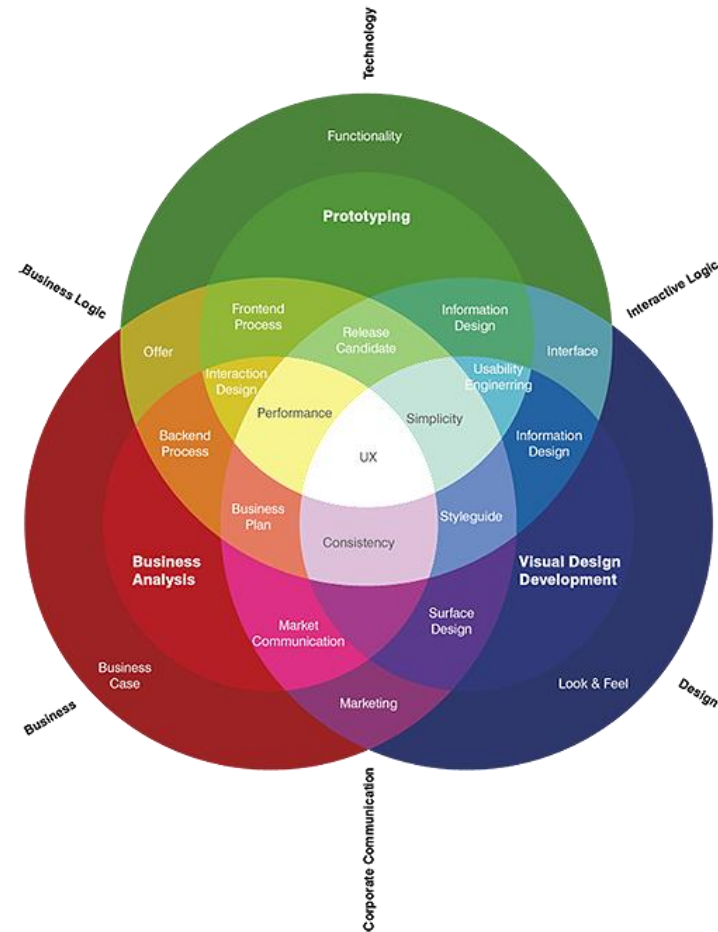 Technology
Functionality
Prototyping
Business Logic
Interactive Logic
Frontend
Process
Information
Design
Release
Candidate
Offer
Interface
Interaction
Design
Usability
Enginerring
Performance
Simplicity
Backend
Process
Information
Design
UX
Business
Plan
Styleguide
Consistency
Business
Analysis
Visual Design
Development
Market
Communication
Surface
Design
Business
Case
Look & Feel
Marketing
Business
Design
Corporate Communication